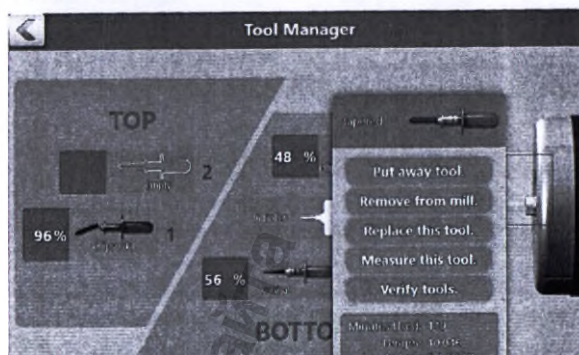 Tool Manager
TOP
2
empty
96%
1
48 %
56 %
BOTTO
Put away tool.
Remove from mill.
Replace this tool.
Measure this tool.
Verify tools.